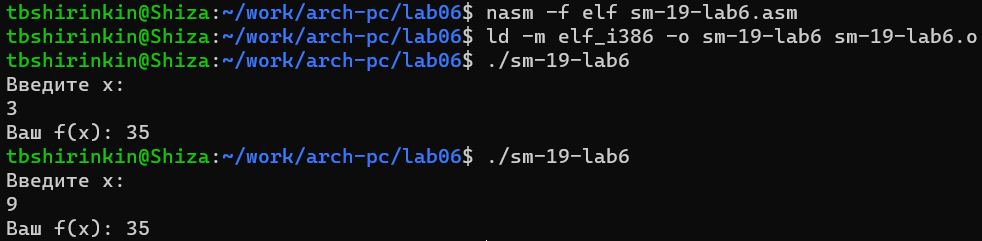 tbshirinkin@Shiza:~/work/arch-pc/lab06$ nasm -f elf sm-19-lab6.asm
tbshirinkin@Shiza:~/work/arch-pc/lab06$ ld -m elf_i386 -o sm-19-lab6 sm-19-lab6.o
tbshirinkin@Shiza:~/work/arch-pc/lab06$ ./sm-19-lab6
Введите x:
3
Ваш f(x): 35
tbshirinkin@Shiza:~/work/arch-pc/lab06$ ./sm-19-lab6
Введите x:
9
Ваш f(x): 35